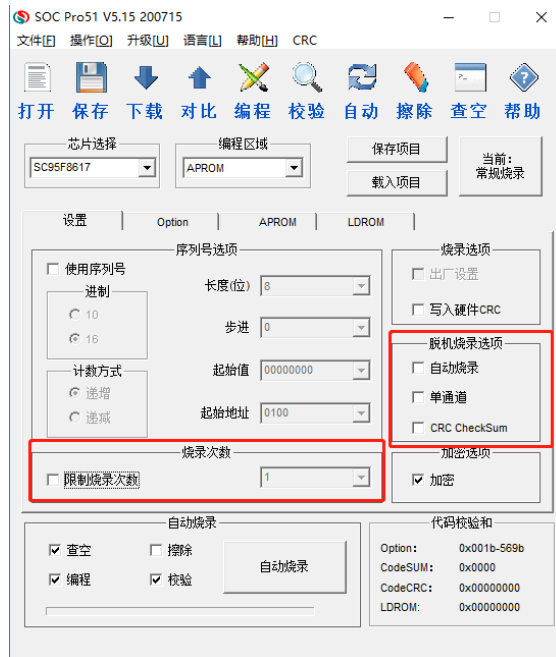 SOC Pro51 V5.15 200715
文件[F] 操作[O] 升级[U] 语言[L] 帮助[H] CRC
打开 保存 下载 对比 编程 校验 自动 擦除 查空 帮助
芯片选择 编程区域
SC95F8617 APROM
保存项目
载入项目
当前:
常规烧录
设置 Option APROM LDROM
序列号选项
使用序列号
进制
10
16
计数方式
递增
递减
长度(位) 8
步进 0
起始值 00000000
起始地址 0100
烧录次数
限制烧录次数 1
烧录选项
出厂设置
写入硬件CRC
脱机烧录选项
自动烧录
单通道
CRC CheckSum
加密选项
加密
自动烧录
查空 擦除
编程 校验
自动烧录
代码校验和
Option: 0x001b-569b
CodeSUM: 0x0000
CodeCRC: 0x00000000
LDROM: 0x00000000